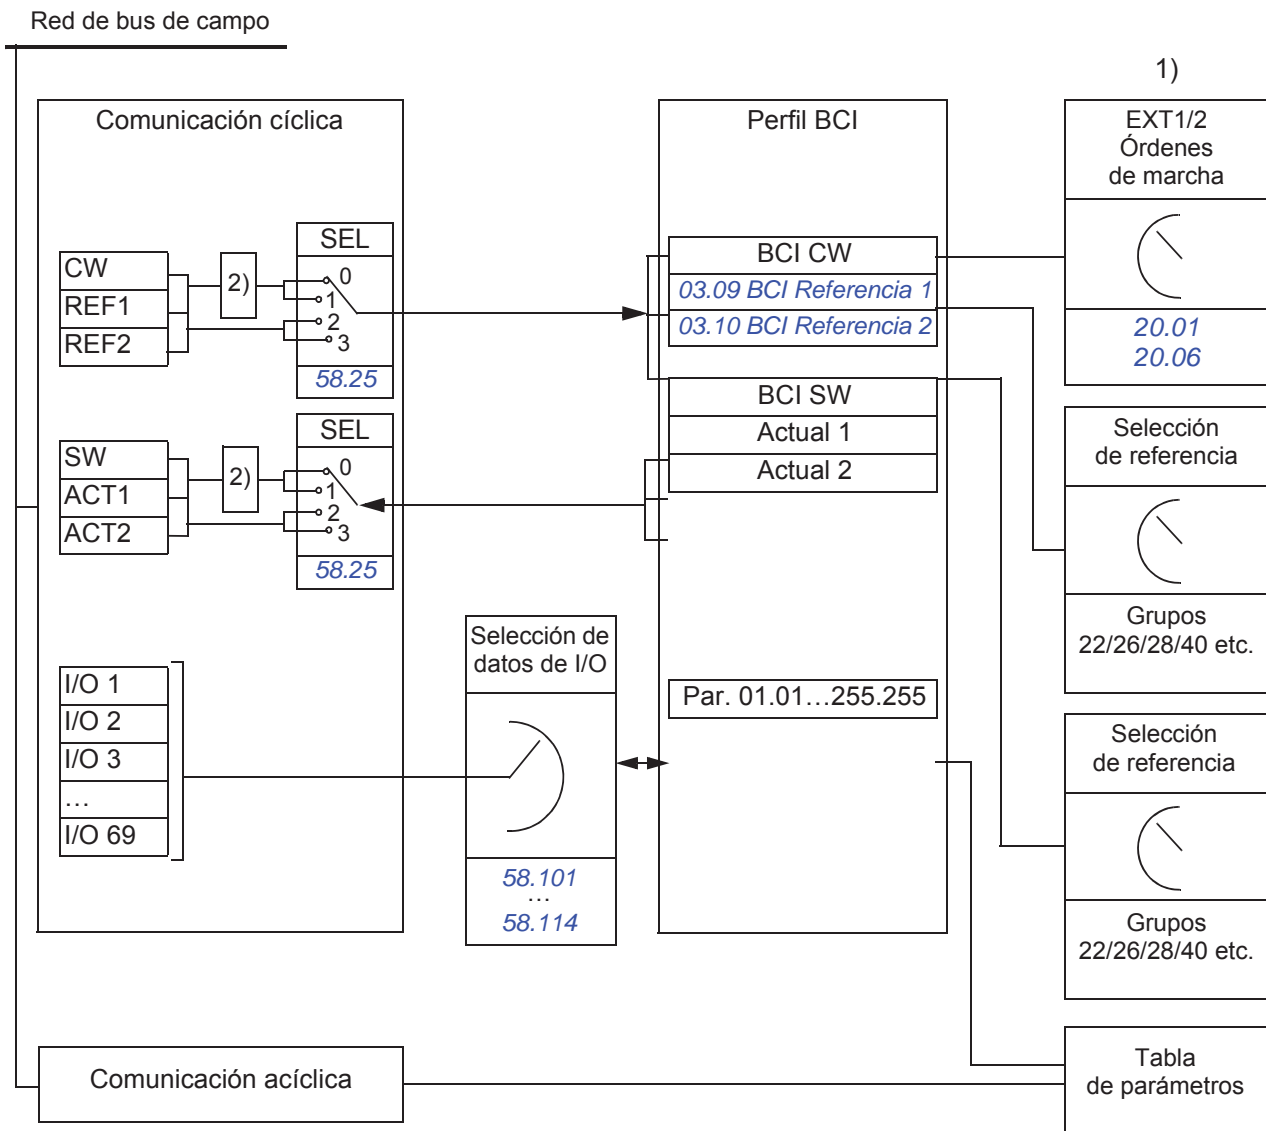 Red de bus de campo
1)
Comunicación cíclica
CW
REF1
REF2
2)
SEL
0
1
2
3
58.25
SW
ACT1
ACT2
2)
SEL
0
1
2
3
58.25
I/O 1
I/O 2
I/O 3
…
I/O 69
Selección de
datos de I/O
58.101
…
58.114
Perfil BCI
BCI CW
03.09 BCI Referencia 1
03.10 BCI Referencia 2
BCI SW
Actual 1
Actual 2
Par. 01.01…255.255
EXT1/2
Órdenes
de marcha
20.01
20.06
Selección
de referencia
Grupos
22/26/28/40 etc.
Selección
de referencia
Grupos
22/26/28/40 etc.
Comunicación acíclica
Tabla
de parámetros